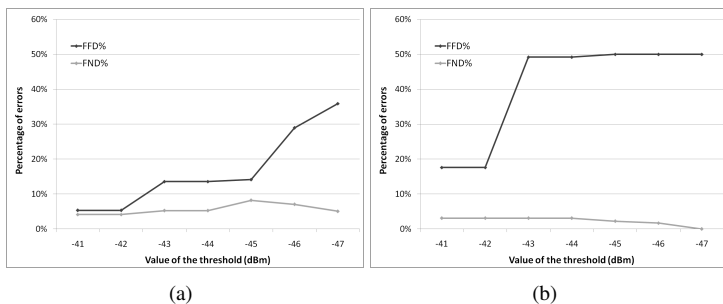 60%
50%
40%
30%
20%
10%
0%
Percentage of errors
FFD%
FND%
-41 -42 -43 -44 -45 -46 -47
Value of the threshold (dBm)
(a)
60%
50%
40%
30%
20%
10%
0%
Percentage of errors
FFD%
FND%
-41 -42 -43 -44 -45 -46 -47
Value of the threshold (dBm)
(b)